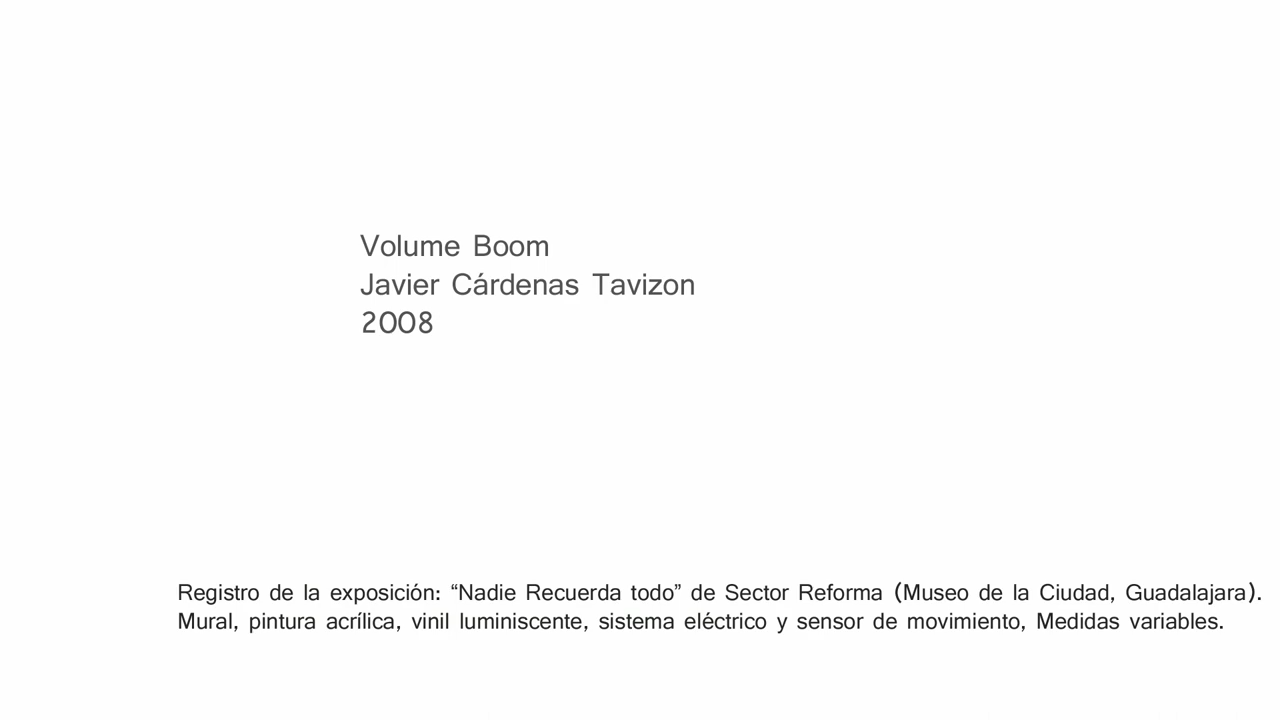 Volume Boom
Javier Cárdenas Tavizon
2008
Registro de la exposición: “Nadie Recuerda todo” de Sector Reforma (Museo de la Ciudad, Guadalajara).
Mural, pintura acrílica, vinil luminiscente, sistema eléctrico y sensor de movimiento, Medidas variables.